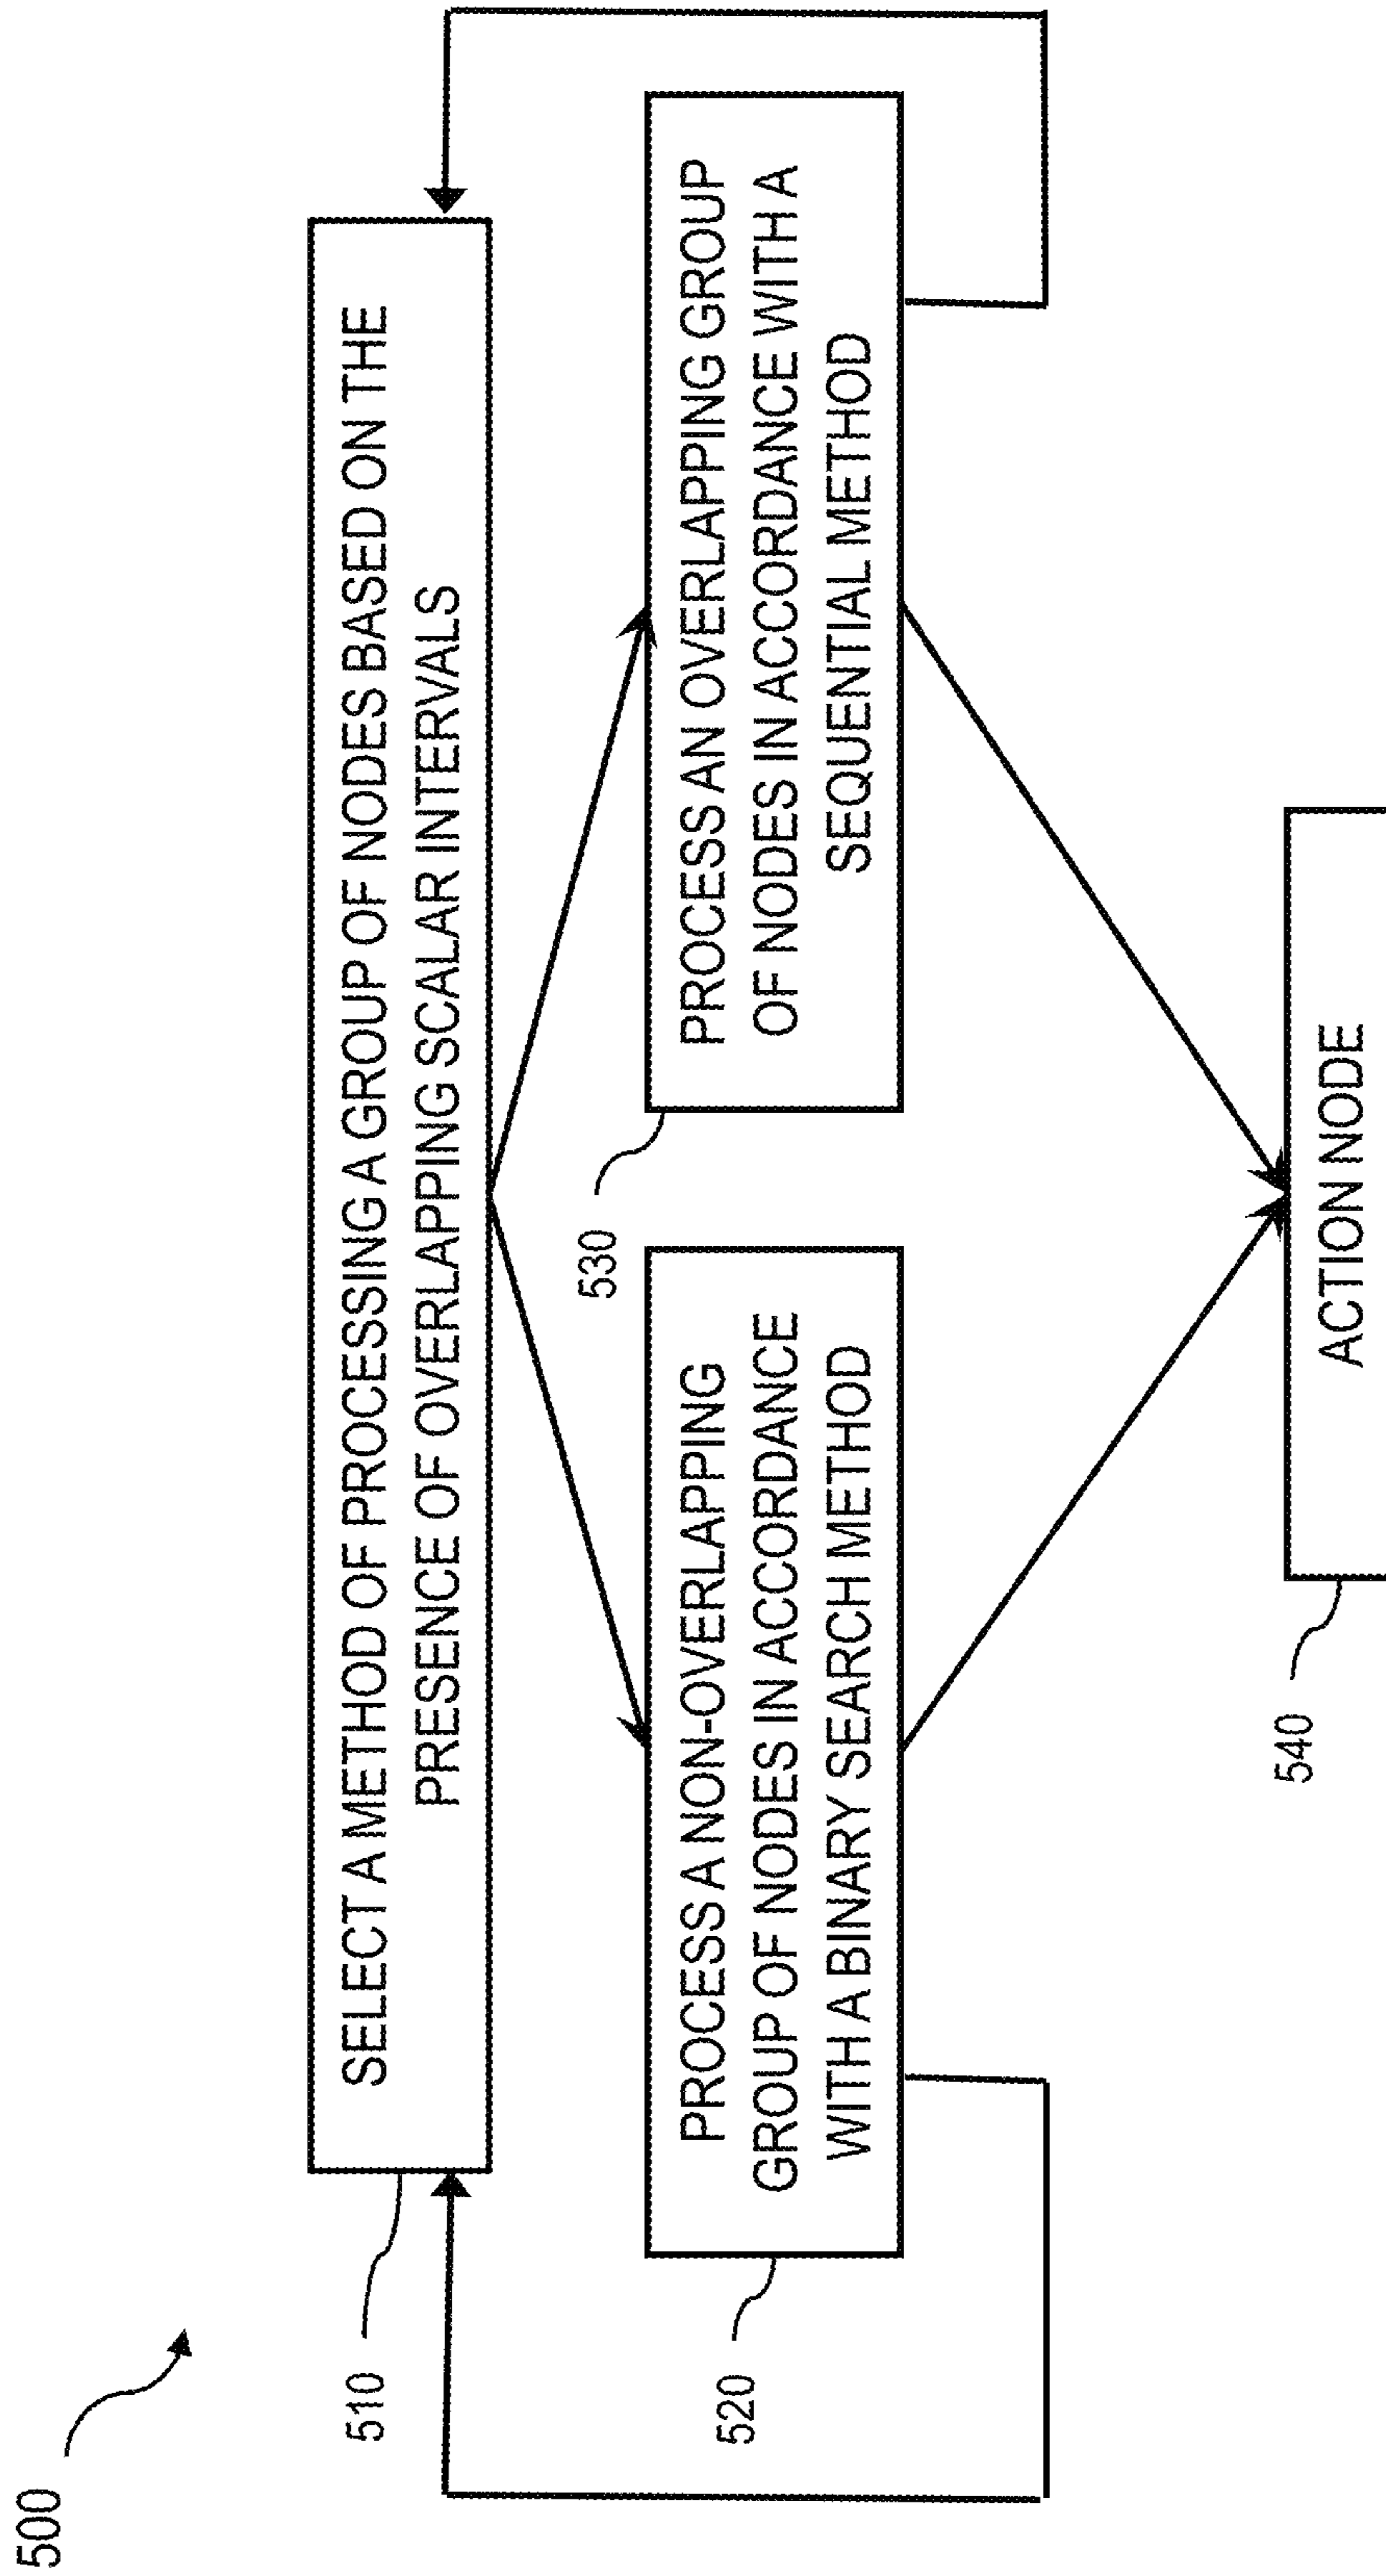 500
510
SELECT A METHOD OF PROCESSING A GROUP OF NODES BASED ON THE
PRESENCE OF OVERLAPPING SCALAR INTERVALS
520
PROCESS A NON-OVERLAPPING
GROUP OF NODES IN ACCORDANCE
WITH A BINARY SEARCH METHOD
530
PROCESS AN OVERLAPPING GROUP
OF NODES IN ACCORDANCE WITH A
SEQUENTIAL METHOD
540
ACTION NODE